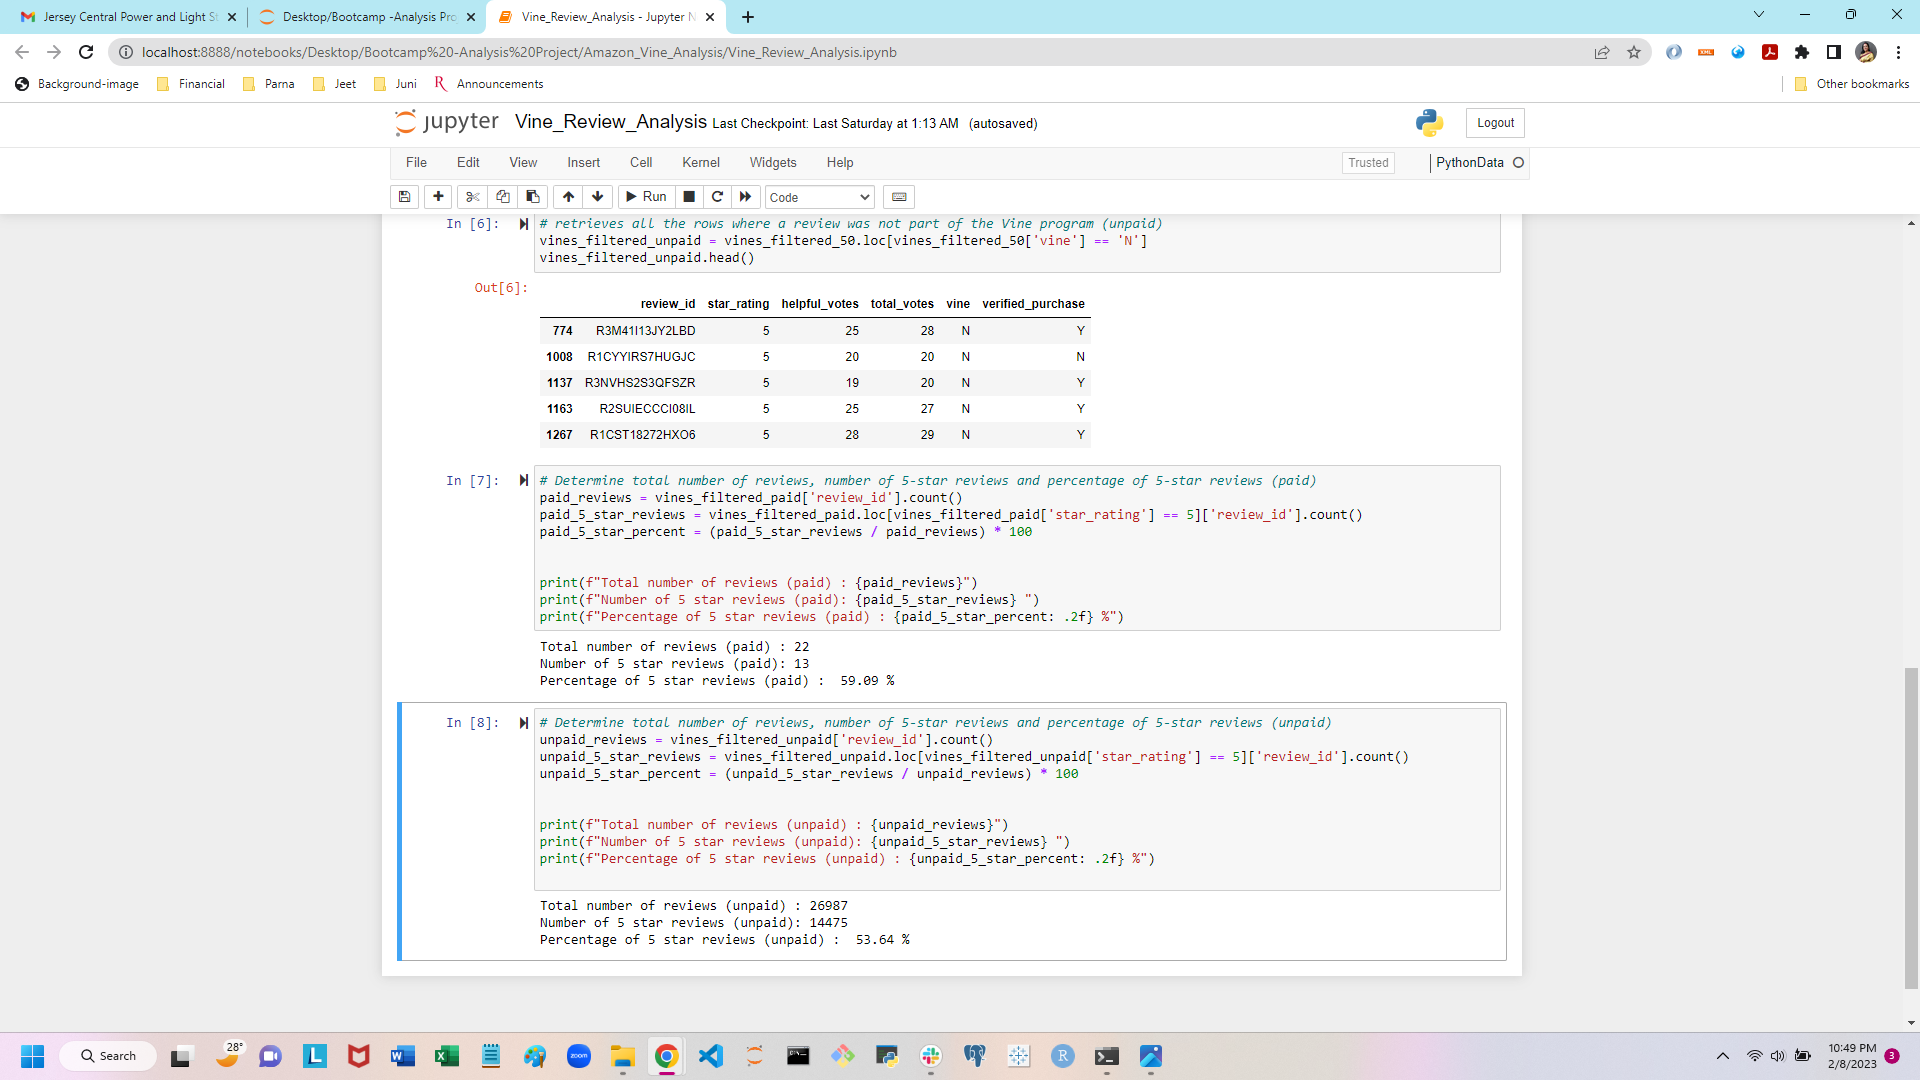 Jersey Central Power and Light St
Desktop/Bootcamp -Analysis Pro
Vine_Review_Analysis - Jupyter N
localhost:8888/notebooks/Desktop/Bootcamp%20-Analysis%20Project/Amazon_Vine_Analysis/Vine_Review_Analysis.ipynb
Background-image Financial Parna Jeet Juni Announcements Other bookmarks
jupyter Vine_Review_Analysis Last Checkpoint: Last Saturday at 1:13 AM (autosaved) Logout
File Edit View Insert Cell Kernel Widgets Help Trusted PythonData
Run Code
In [6]: # retrieves all the rows where a review was not part of the Vine program (unpaid)
vines_filtered_unpaid = vines_filtered_50.loc[vines_filtered_50['vine'] == 'N']
vines_filtered_unpaid.head()
Out[6]:
review_id star_rating helpful_votes total_votes vine verified_purchase
774 R3M41I13JY2LBD 5 25 28 N Y
1008 R1CYYIRS7HUGJC 5 20 20 N N
1137 R3NVHS2S3QFSZR 5 19 20 N Y
1163 R2SUIECCCI08IL 5 25 27 N Y
1267 R1CST18272HXO6 5 28 29 N Y
In [7]: # Determine total number of reviews, number of 5-star reviews and percentage of 5-star reviews (paid)
paid_reviews = vines_filtered_paid['review_id'].count()
paid_5_star_reviews = vines_filtered_paid.loc[vines_filtered_paid['star_rating'] == 5]['review_id'].count()
paid_5_star_percent = (paid_5_star_reviews / paid_reviews) * 100
print(f"Total number of reviews (paid) : {paid_reviews}")
print(f"Number of 5 star reviews (paid): {paid_5_star_reviews} ")
print(f"Percentage of 5 star reviews (paid) : {paid_5_star_percent: .2f} %")
Total number of reviews (paid) : 22
Number of 5 star reviews (paid): 13
Percentage of 5 star reviews (paid) :  59.09 %
In [8]: # Determine total number of reviews, number of 5-star reviews and percentage of 5-star reviews (unpaid)
unpaid_reviews = vines_filtered_unpaid['review_id'].count()
unpaid_5_star_reviews = vines_filtered_unpaid.loc[vines_filtered_unpaid['star_rating'] == 5]['review_id'].count()
unpaid_5_star_percent = (unpaid_5_star_reviews / unpaid_reviews) * 100
print(f"Total number of reviews (unpaid) : {unpaid_reviews}")
print(f"Number of 5 star reviews (unpaid): {unpaid_5_star_reviews} ")
print(f"Percentage of 5 star reviews (unpaid) : {unpaid_5_star_percent: .2f} %")
Total number of reviews (unpaid) : 26987
Number of 5 star reviews (unpaid): 14475
Percentage of 5 star reviews (unpaid) :  53.64 %
Search 28° zoom 10:49 PM 3
2/8/2023